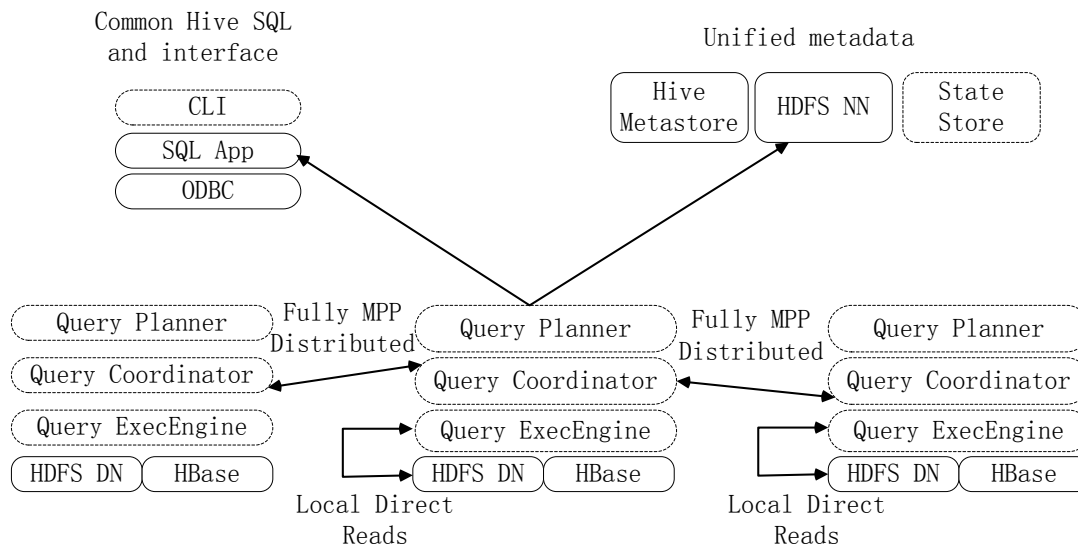 Common Hive SQL
and interface
CLI
SQL App
ODBC
Unified metadata
Hive
Metastore
HDFS NN
State
Store
Query Planner
Query Coordinator
Query ExecEngine
HDFS DN
HBase
Fully MPP
Distributed
Query Planner
Query Coordinator
Query ExecEngine
HDFS DN
HBase
Local Direct
Reads
Fully MPP
Distributed
Query Planner
Query Coordinator
Query ExecEngine
HDFS DN
HBase
Local Direct
Reads